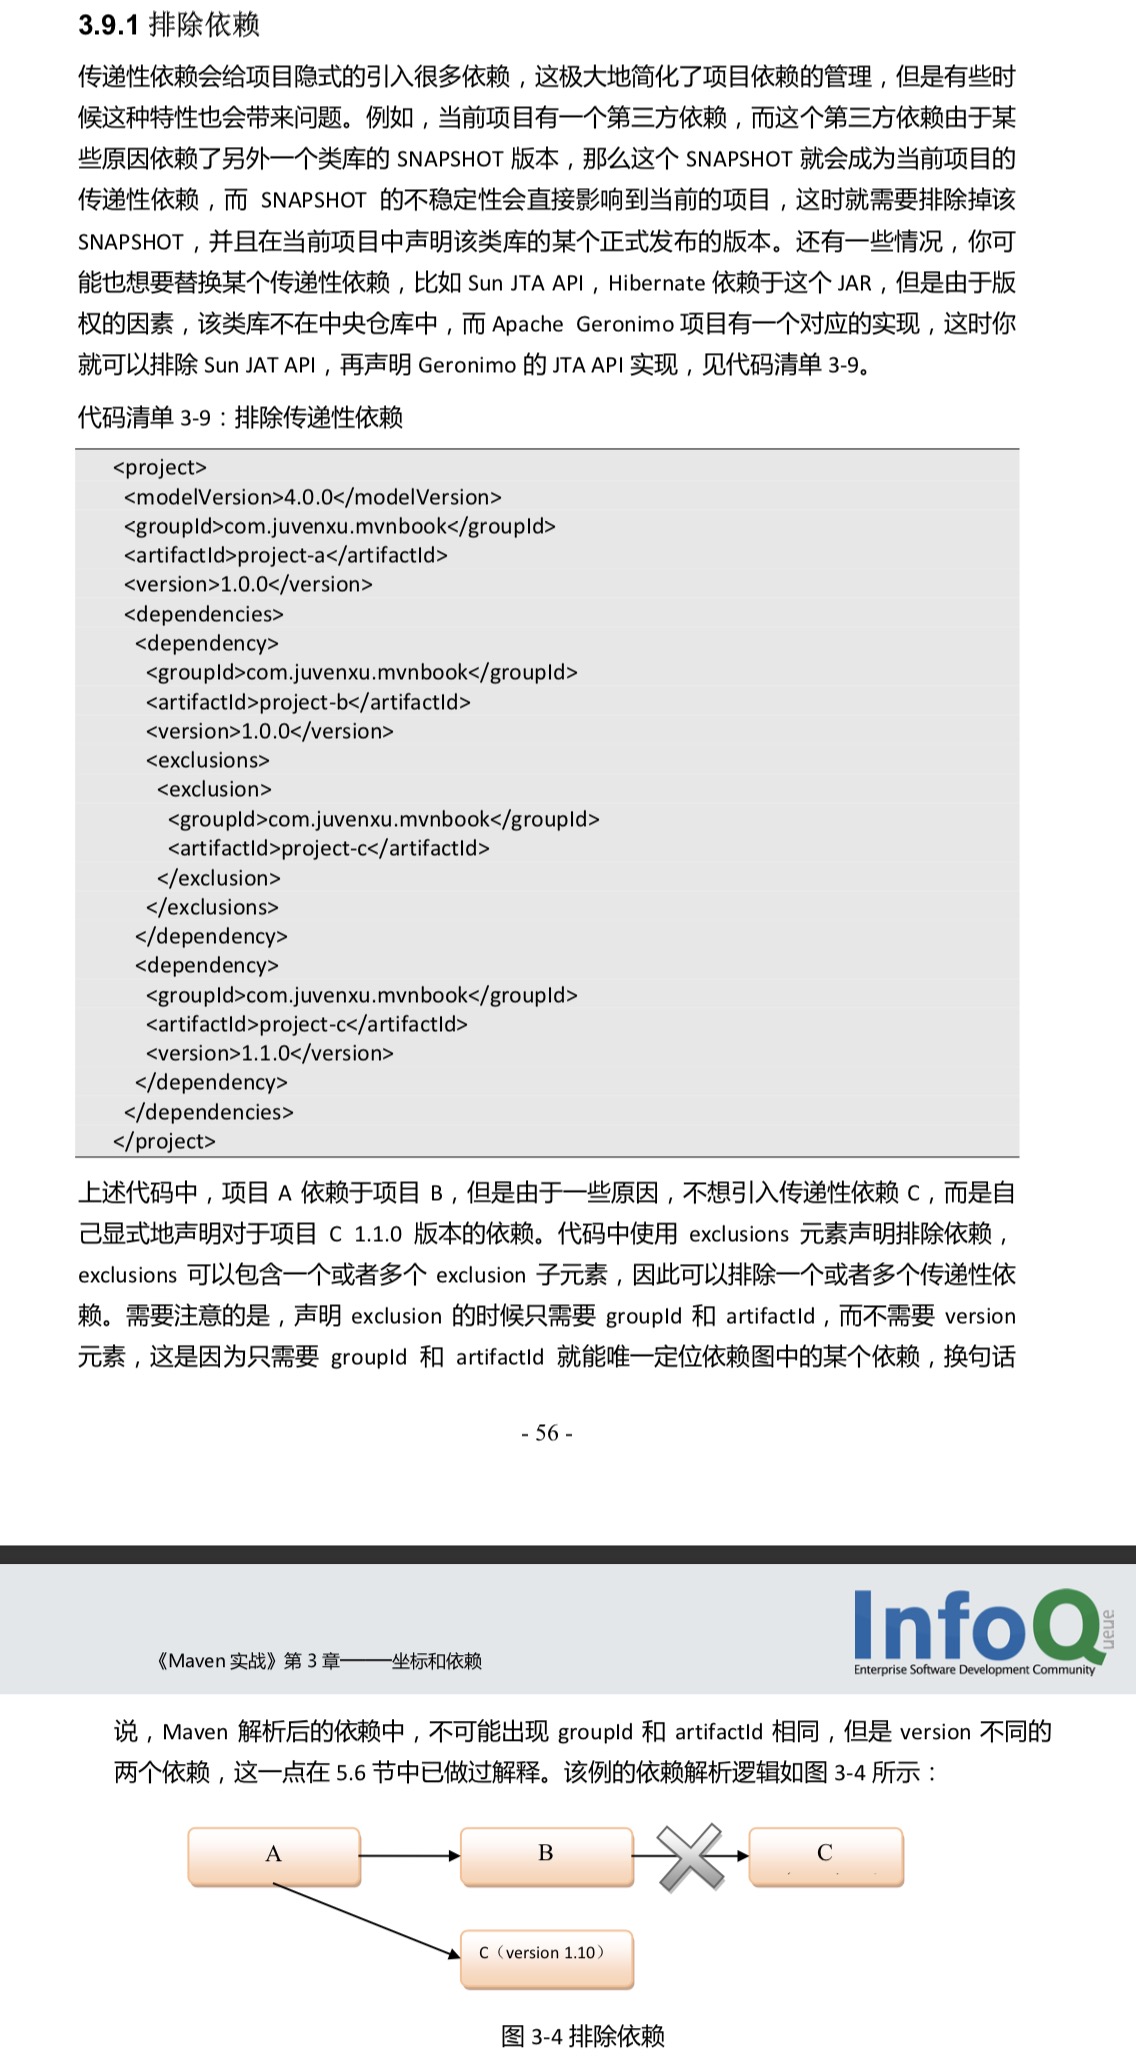 3.9.1 排除依赖
传递性依赖会给项目隐式的引入很多依赖，这极大地简化了项目依赖的管理，但是有些时
候这种特性也会带来问题。例如，当前项目有一个第三方依赖，而这个第三方依赖由于某
些原因依赖了另外一个类库的 SNAPSHOT 版本，那么这个 SNAPSHOT 就会成为当前项目的
传递性依赖，而 SNAPSHOT 的不稳定性会直接影响到当前的项目，这时就需要排除掉该
SNAPSHOT，并且在当前项目中声明该类库的某个正式发布的版本。还有一些情况，你可
能也想要替换某个传递性依赖，比如 Sun JTA API，Hibernate 依赖于这个 JAR，但是由于版
权的因素，该类库不在中央仓库中，而 Apache Geronimo 项目有一个对应的实现，这时你
就可以排除 Sun JAT API，再声明 Geronimo 的 JTA API 实现，见代码清单 3-9。
代码清单 3-9：排除传递性依赖
<project>
<modelVersion>4.0.0</modelVersion>
<groupId>com.juvenxu.mvnbook</groupId>
<artifactId>project-a</artifactId>
<version>1.0.0</version>
<dependencies>
<dependency>
<groupId>com.juvenxu.mvnbook</groupId>
<artifactId>project-b</artifactId>
<version>1.0.0</version>
<exclusions>
<exclusion>
<groupId>com.juvenxu.mvnbook</groupId>
<artifactId>project-c</artifactId>
</exclusion>
</exclusions>
</dependency>
<dependency>
<groupId>com.juvenxu.mvnbook</groupId>
<artifactId>project-c</artifactId>
<version>1.1.0</version>
</dependency>
</dependencies>
</project>
上述代码中，项目 A 依赖于项目 B，但是由于一些原因，不想引入传递性依赖 C，而是自
己显式地声明对于项目 C 1.1.0 版本的依赖。代码中使用 exclusions 元素声明排除依赖，
exclusions 可以包含一个或者多个 exclusion 子元素，因此可以排除一个或者多个传递性依
赖。需要注意的是，声明 exclusion 的时候只需要 groupId 和 artifactId，而不需要 version
元素，这是因为只需要 groupId 和 artifactId 就能唯一定位依赖图中的某个依赖，换句话
- 56 -
InfoQ
ueue
Enterprise Software Development Community
《Maven 实战》第 3 章———坐标和依赖
说，Maven 解析后的依赖中，不可能出现 groupId 和 artifactId 相同，但是 version 不同的
两个依赖，这一点在 5.6 节中已做过解释。该例的依赖解析逻辑如图 3-4 所示：
A
B
C
C（version 1.10）
图 3-4 排除依赖